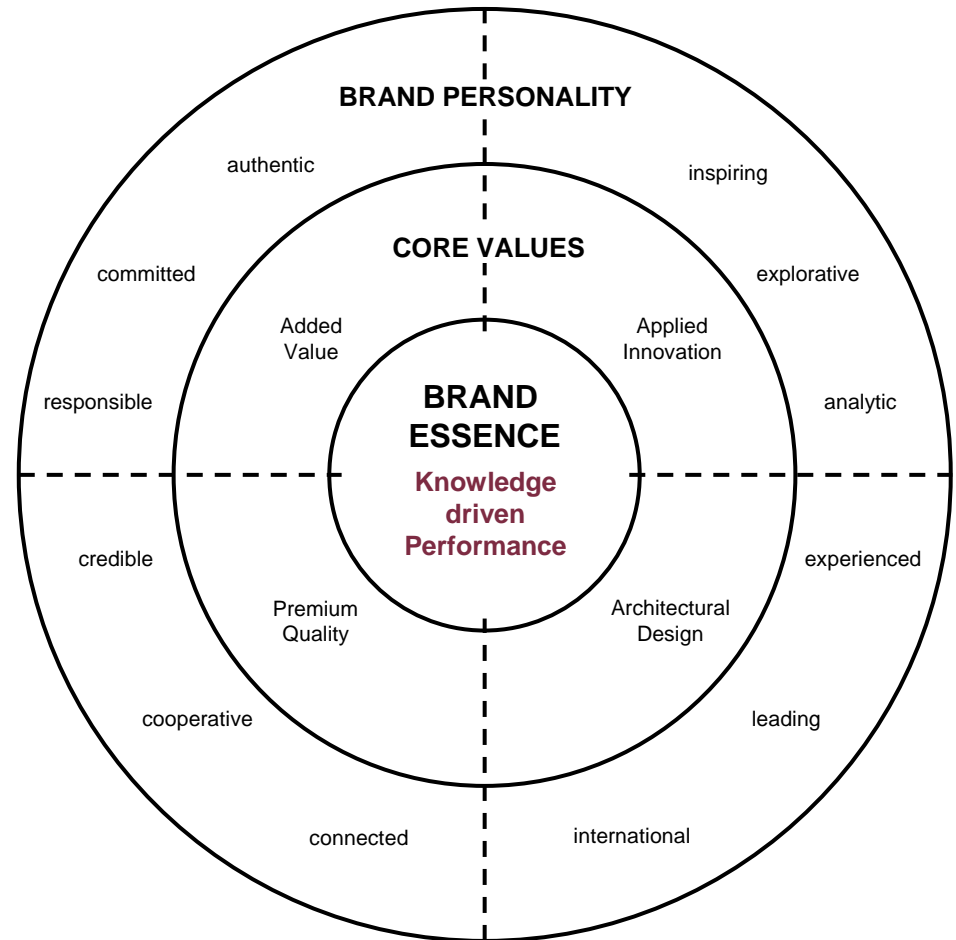 BRAND PERSONALITY
authentic
inspiring
CORE VALUES
committed
explorative
Added
Value
Applied
Innovation
responsible
analytic
BRAND
ESSENCE
Knowledge
driven
Performance
credible
experienced
Premium
Quality
Architectural
Design
cooperative
leading
connected
international